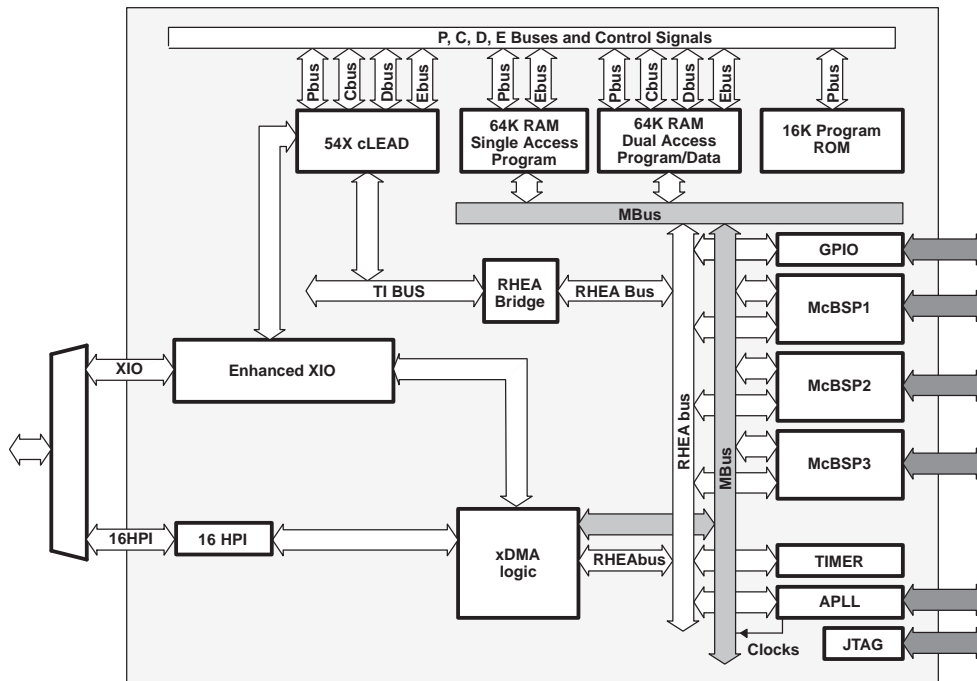 P, C, D, E Buses and Control Signals
Pbus
Cbus
Dbus
Ebus
Pbus
Ebus
Pbus
Cbus
Dbus
Ebus
Pbus
54X cLEAD
64K RAM
Single Access
Program
64K RAM
Dual Access
Program/Data
16K Program
ROM
MBus
GPIO
TI BUS
RHEA
Bridge
RHEA Bus
McBSP1
XIO
Enhanced XIO
McBSP2
RHEA bus
MBus
McBSP3
16HPI
16 HPI
xDMA
logic
RHEAbus
TIMER
APLL
Clocks
JTAG